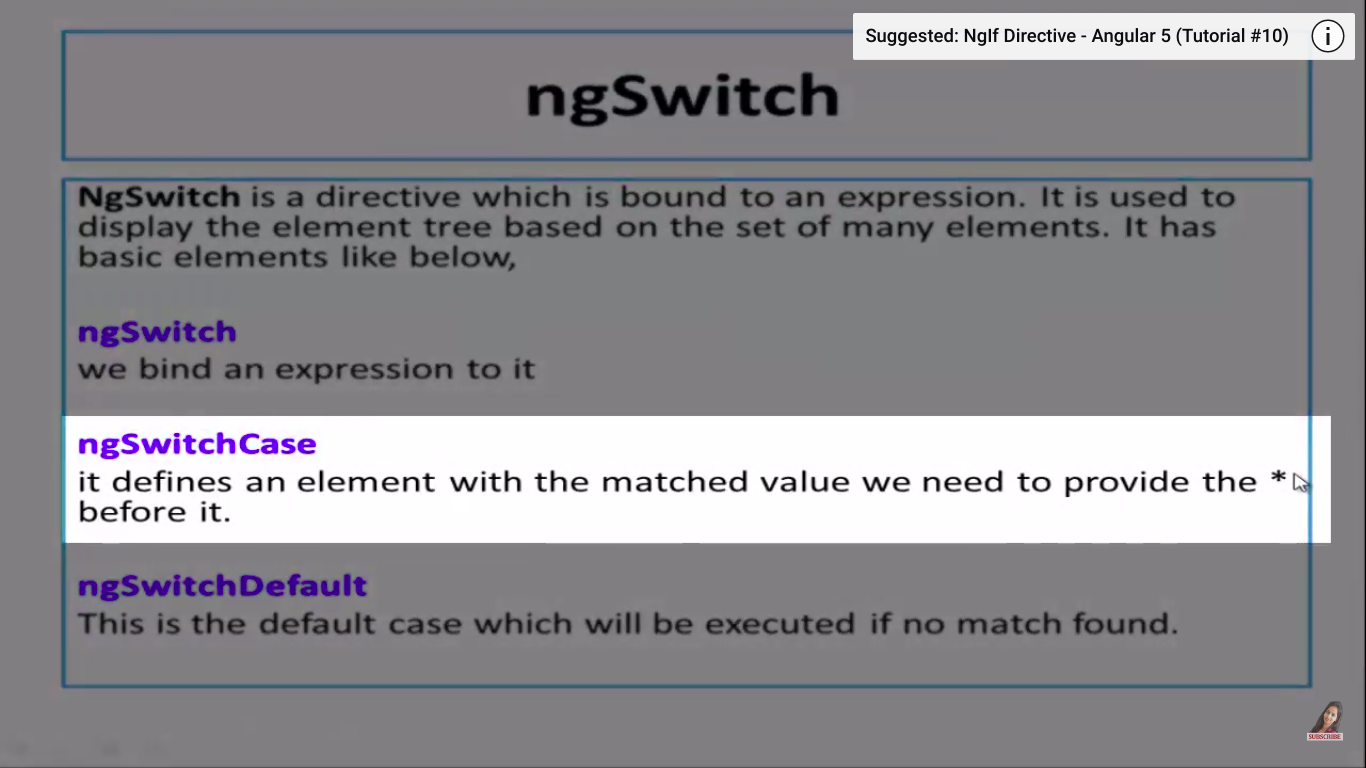 Suggested: NgIf Directive - Angular 5 (Tutorial #10)
ngSwitch
NgSwitch is a directive which is bound to an expression. It is used to
display the element tree based on the set of many elements. It has
basic elements like below,
ngSwitch
we bind an expression to it
ngSwitchCase
it defines an element with the matched value we need to provide the *
before it.
ngSwitchDefault
This is the default case which will be executed if no match found.
SUBSCRIBE